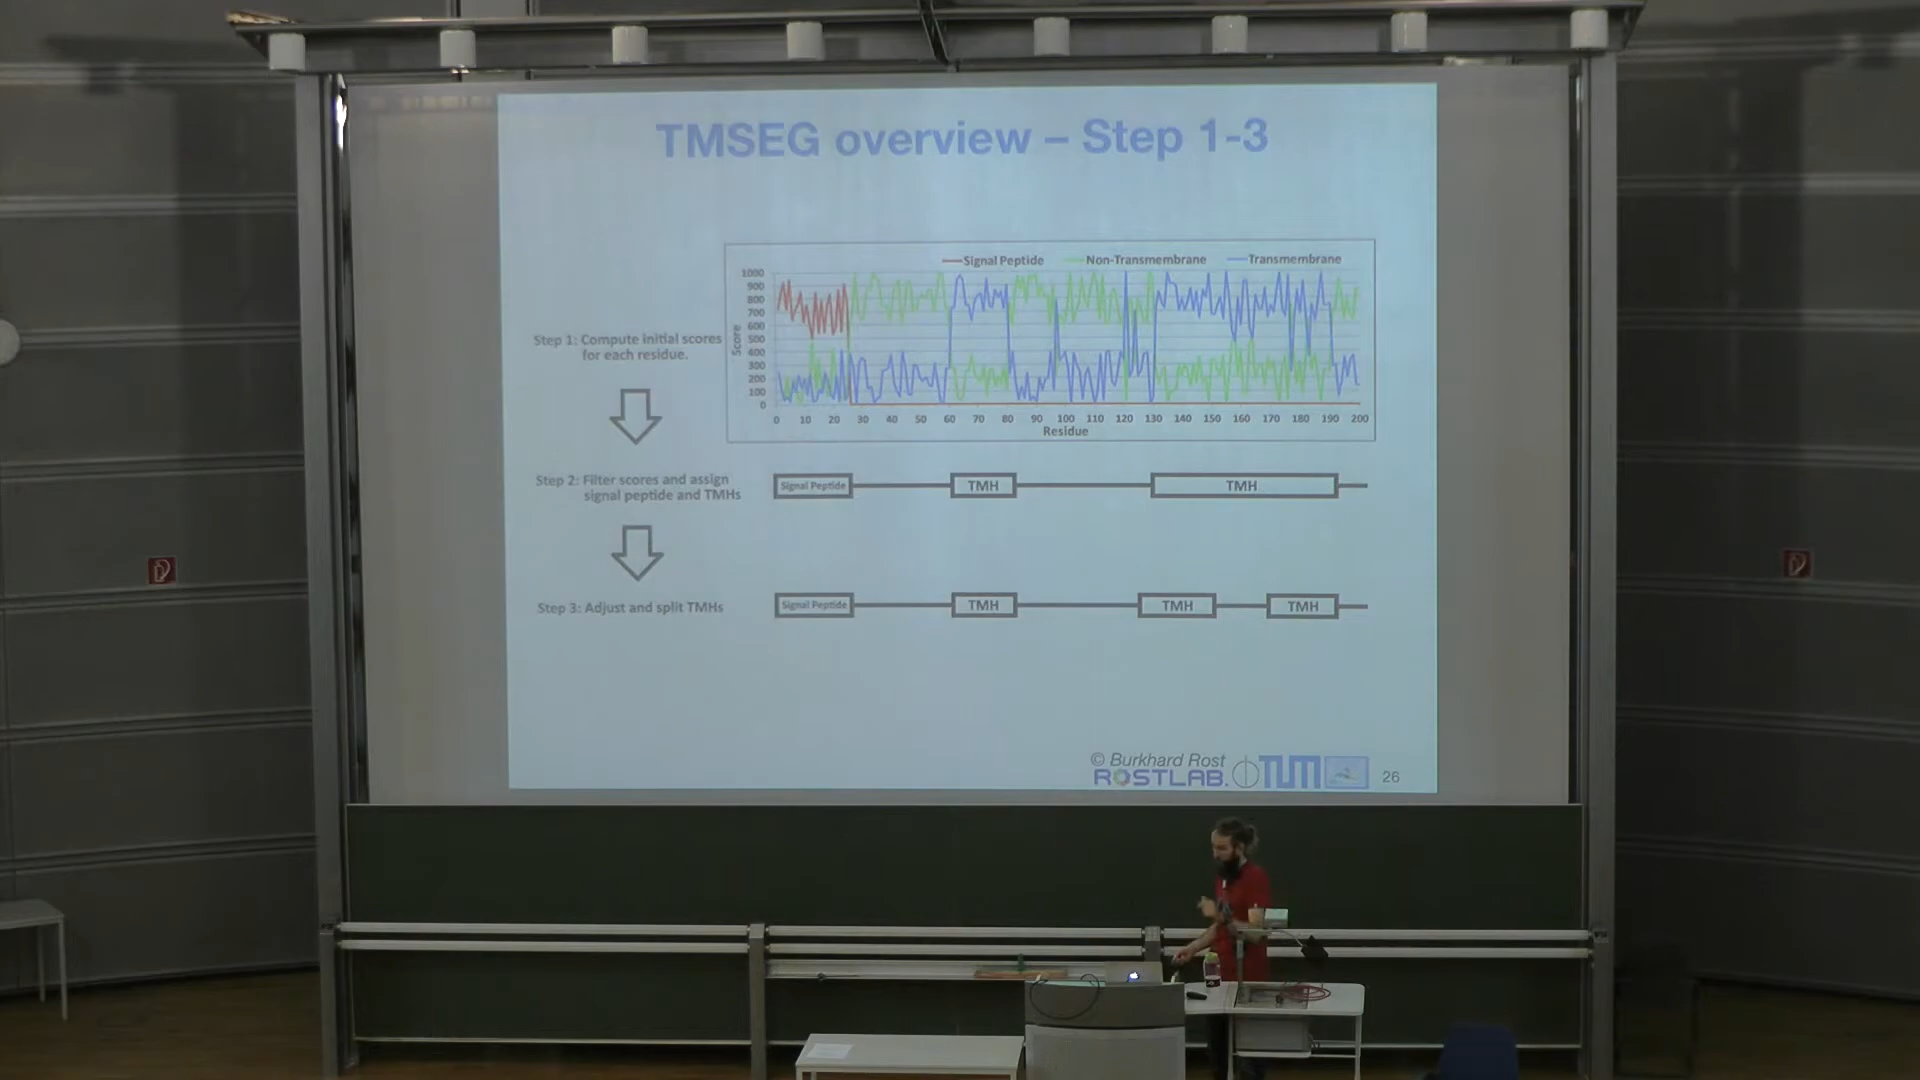 TMSEG overview – Step 1-3
Signal Peptide Non-Transmembrane Transmembrane
1000
900
800
700
600
500
400
300
200
100
0
Score
0 10 20 30 40 50 60 70 80 90 100 110 120 130 140 150 160 170 180 190 200
Residue
Step 1: Compute initial scores
for each residue.
Step 2: Filter scores and assign
signal peptide and TMHs
Signal Peptide TMH TMH
Step 3: Adjust and split TMHs
Signal Peptide TMH TMH TMH
© Burkhard Rost
ROSTLAB. TUM 26